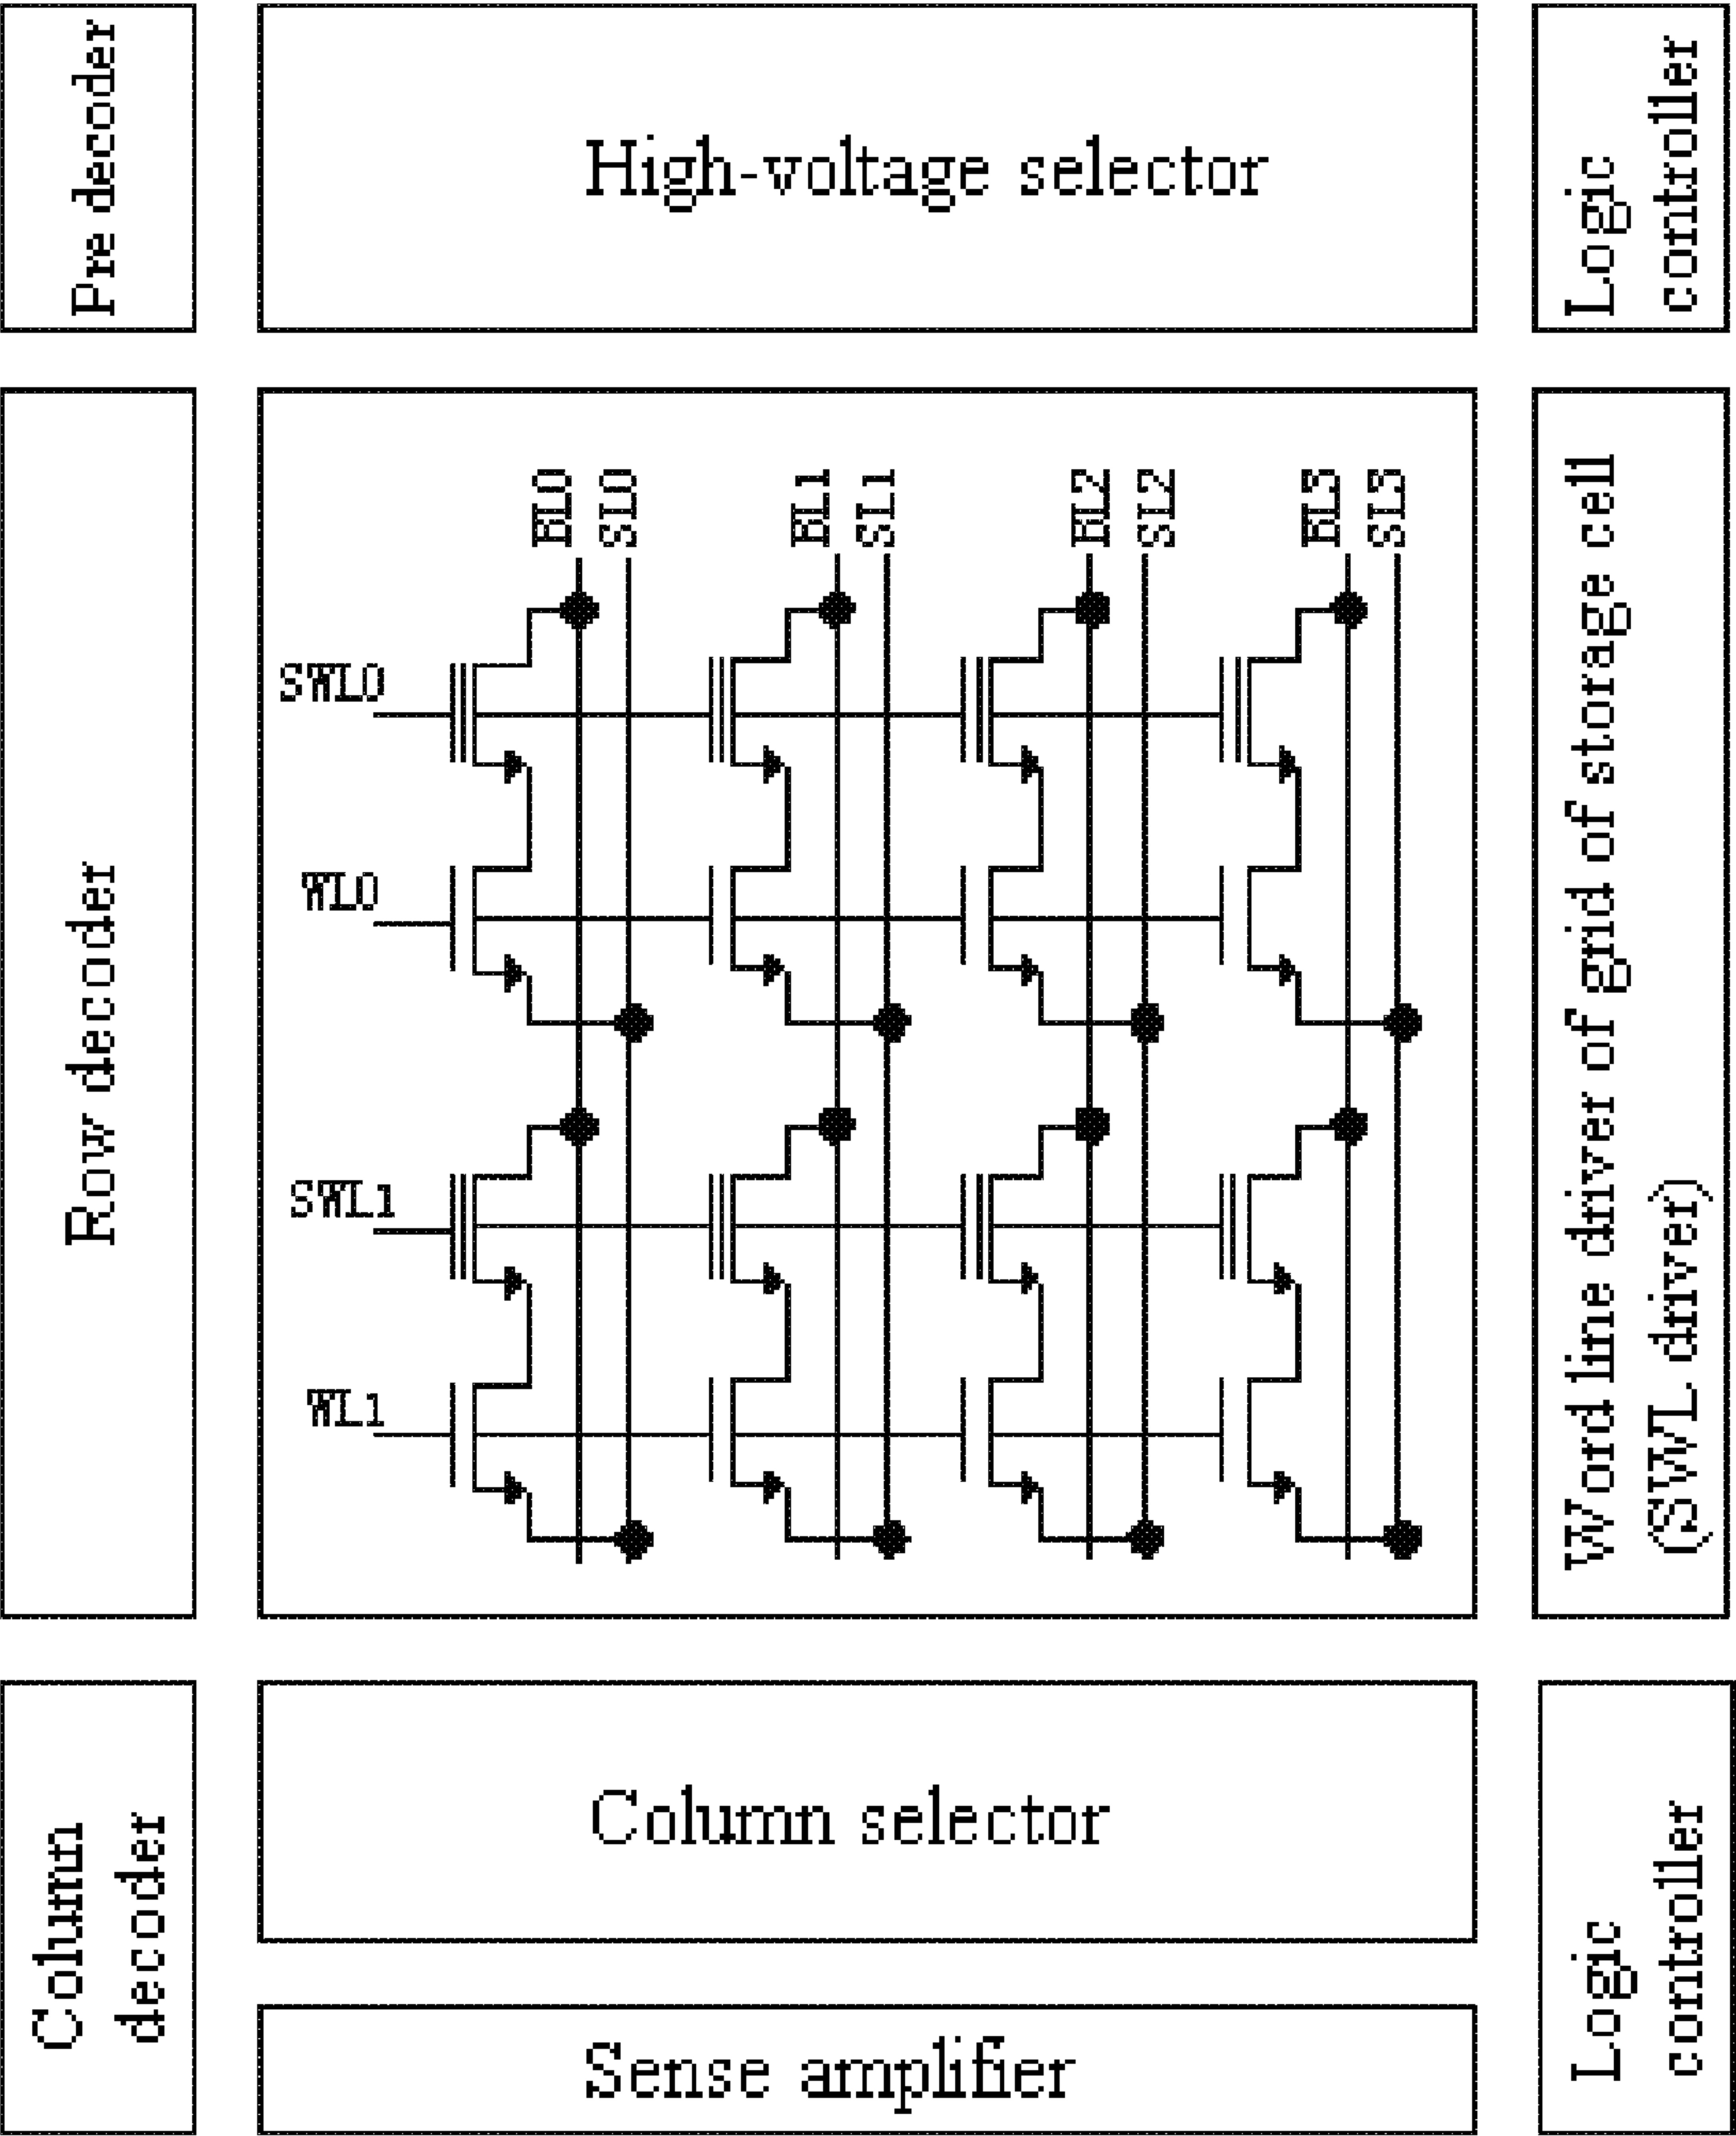 Pre decoder
High-voltage selector
Logic
controller
Row decoder
BL0
SL0
BL1
SL1
BL2
SL2
BL3
SL3
SWL0
WL0
SWL1
WL1
Word line driver of grid of storage cell
(SWL driver)
Column
decoder
Column selector
Logic
controller
Sense amplifier